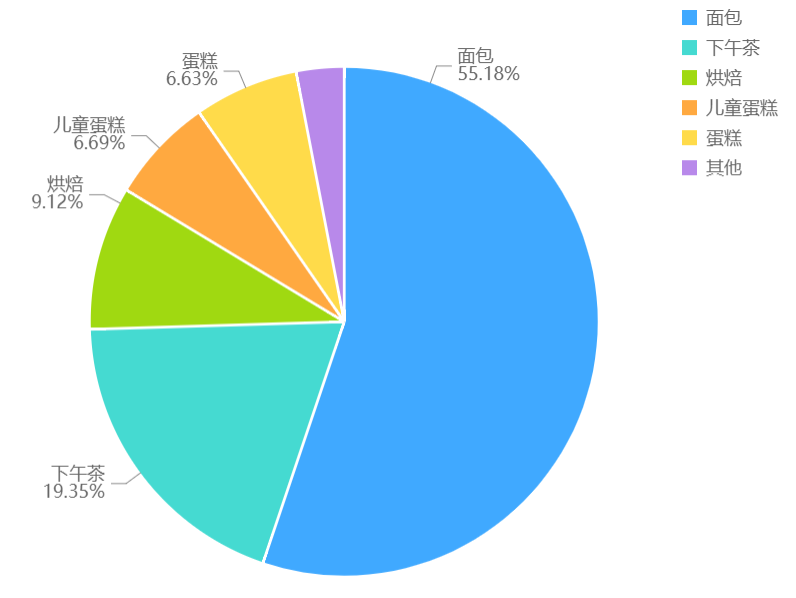 面包
55.18%
下午茶
19.35%
烘焙
9.12%
儿童蛋糕
6.69%
蛋糕
6.63%
面包
下午茶
烘焙
儿童蛋糕
蛋糕
其他